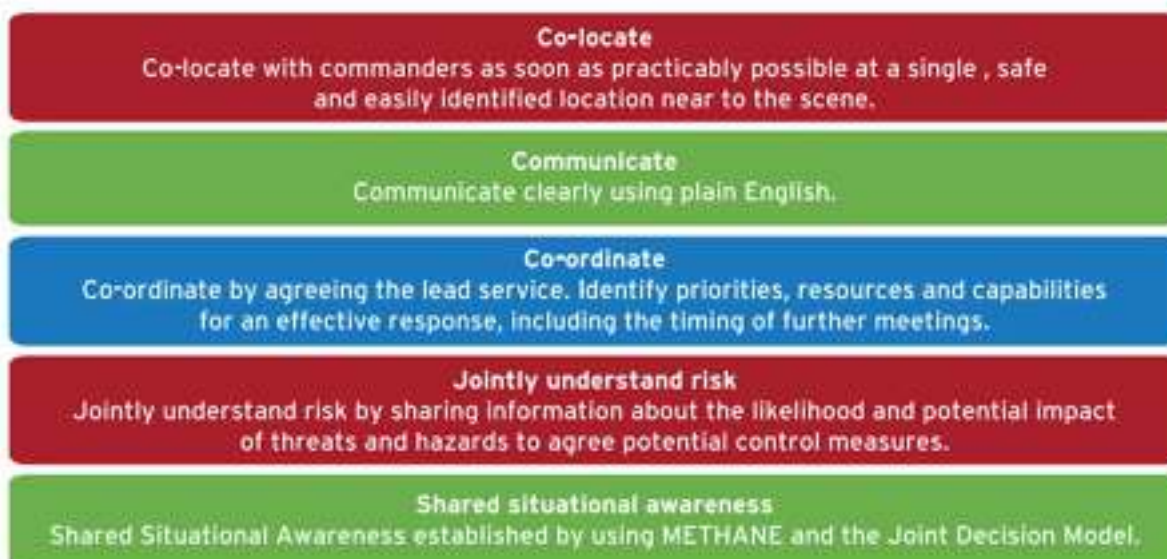 Co-locate
Co-locate with commanders as soon as practicably possible at a single , safe
and easily identified location near to the scene.
Communicate
Communicate clearly using plain English.
Co-ordinate
Co-ordinate by agreeing the lead service. Identify priorities, resources and capabilities
for an effective response, including the timing of further meetings.
Jointly understand risk
Jointly understand risk by sharing information about the likelihood and potential impact
of threats and hazards to agree potential control measures.
Shared situational awareness
Shared Situational Awareness established by using METHANE and the Joint Decision Model.